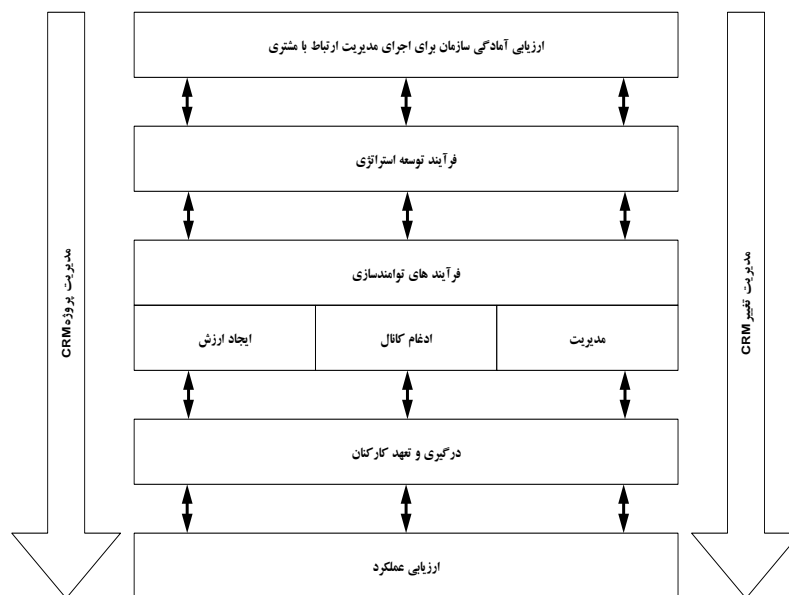 ارزیابی آمادگی سازمان برای اجرای مدیریت ارتباط با مشتری
فرآیند توسعه استراتژی
فرآیند های توامندسازی
مدیریت
ادغام کانال
ایجاد ارزش
درگیری و تعهد کارکنان
ارزیابی عملکرد
مدیریت تغییر CRM
مدیریت پروژه CRM